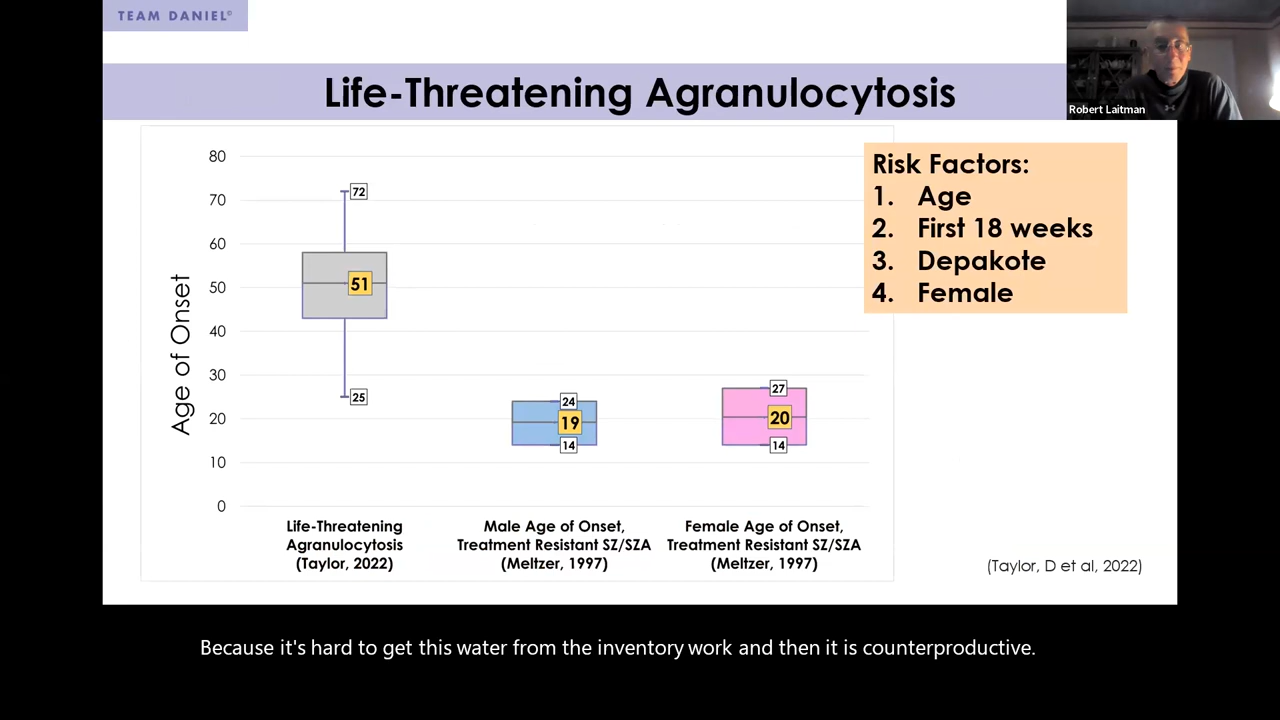 TEAM DANIEL©
Life-Threatening Agranulocytosis
Robert Laitman
Risk Factors:
1. Age
2. First 18 weeks
3. Depakote
4. Female
Age of Onset
80
70
60
50
40
30
20
10
0
72
51
25
24
19
14
27
20
14
Life-Threatening
Agranulocytosis
(Taylor, 2022)
Male Age of Onset,
Treatment Resistant SZ/SZA
(Meltzer, 1997)
Female Age of Onset,
Treatment Resistant SZ/SZA
(Meltzer, 1997)
(Taylor, D et al, 2022)
Because it's hard to get this water from the inventory work and then it is counterproductive.